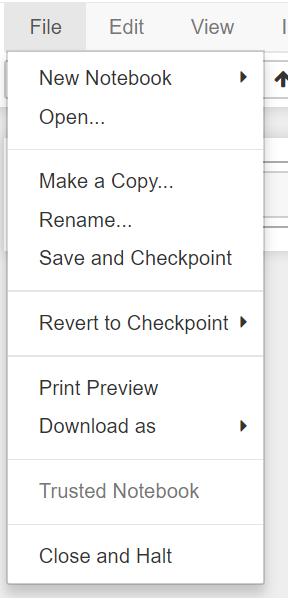 File Edit View
New Notebook
Open...
Make a Copy...
Rename...
Save and Checkpoint
Revert to Checkpoint
Print Preview
Download as
Trusted Notebook
Close and Halt